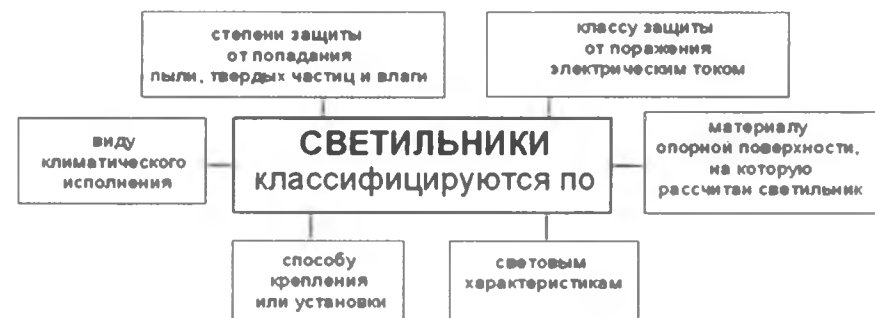 степени защиты
от попадания
пыли, твердых частиц и влаги
классу защиты
от поражения
электрическим током
виду
климатического
исполнения
СВЕТИЛЬНИКИ
классифицируются по
материалу
опорной поверхности,
на которую
рассчитан светильник
способу
крепления
или установки
световым
характеристикам